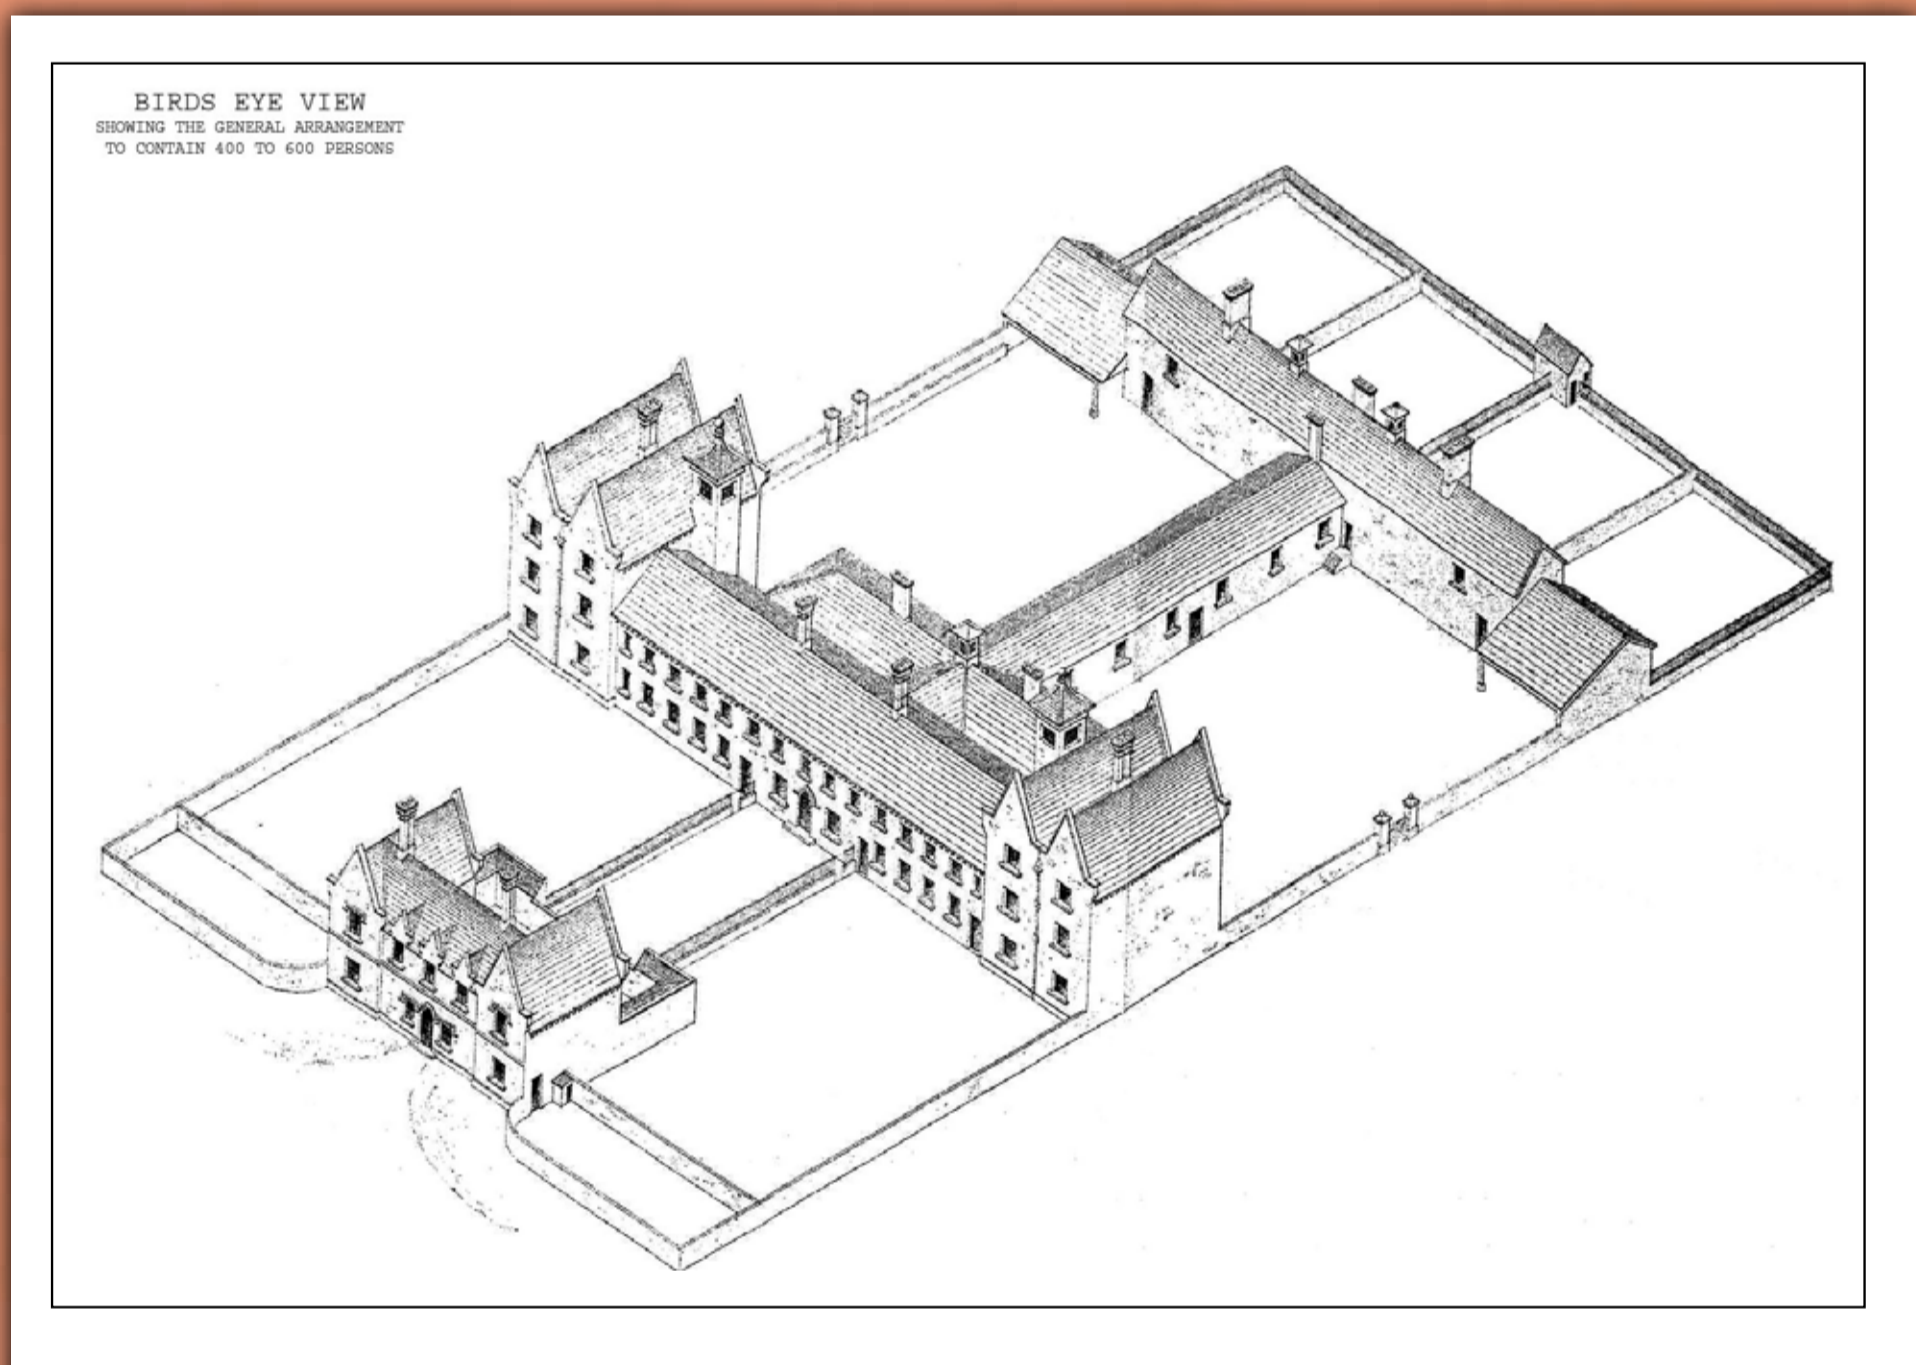 BIRDS EYE VIEW
SHOWING THE GENERAL ARRANGEMENT
TO CONTAIN 400 TO 600 PERSONS